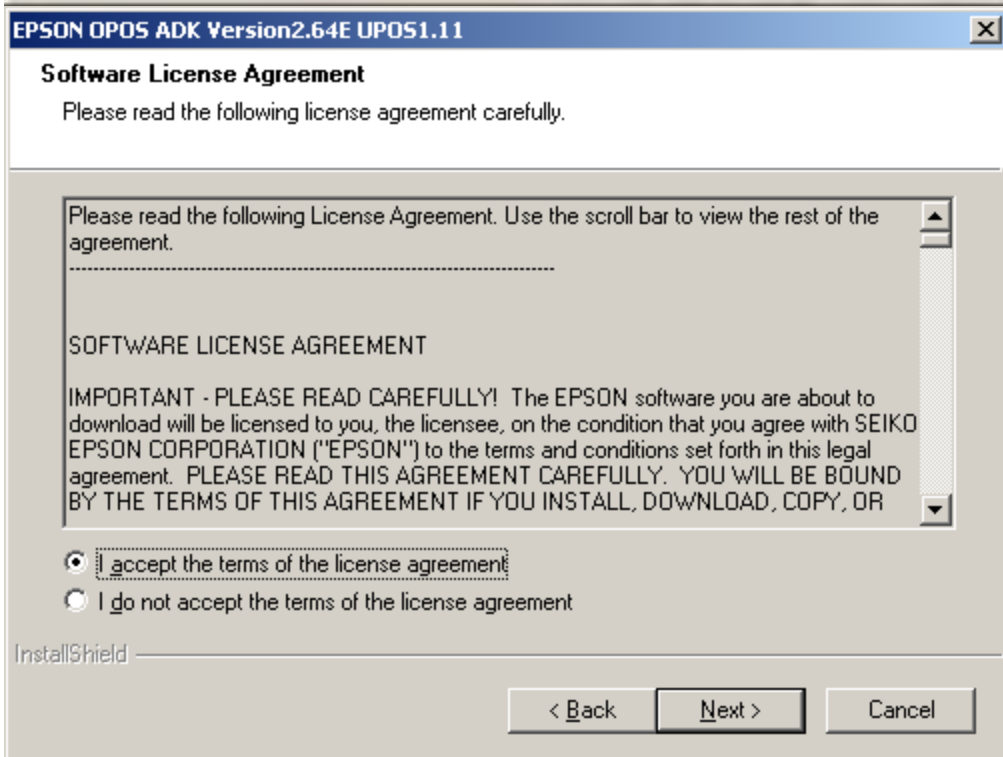 EPSON OPOS ADK Version2.64E UPOS1.11
Software License Agreement
Please read the following license agreement carefully.
Please read the following License Agreement. Use the scroll bar to view the rest of the
agreement.
--------------------------------------------------------------------------------
SOFTWARE LICENSE AGREEMENT
IMPORTANT - PLEASE READ CAREFULLY!  The EPSON software you are about to
download will be licensed to you, the licensee, on the condition that you agree with SEIKO
EPSON CORPORATION ("EPSON") to the terms and conditions set forth in this legal
agreement.  PLEASE READ THIS AGREEMENT CAREFULLY.  YOU WILL BE BOUND
BY THE TERMS OF THIS AGREEMENT IF YOU INSTALL, DOWNLOAD, COPY, OR
I accept the terms of the license agreement
I do not accept the terms of the license agreement
InstallShield
< Back
Next >
Cancel